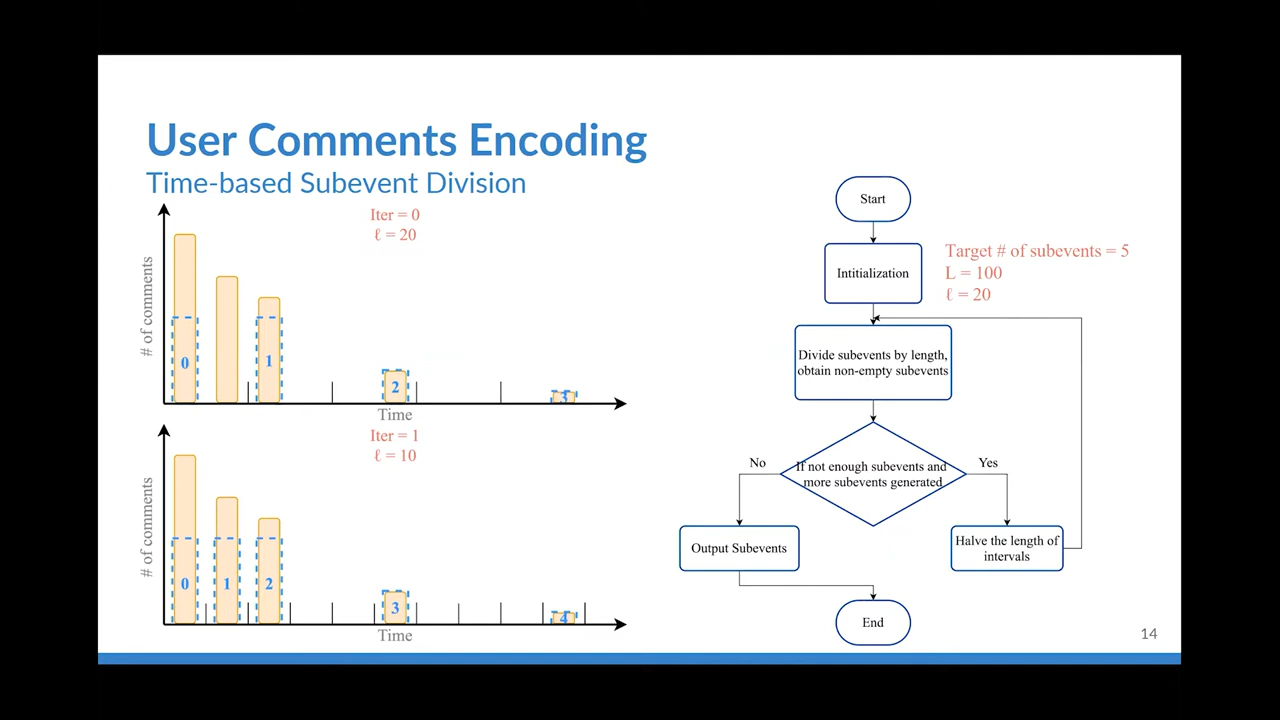 User Comments Encoding
Time-based Subevent Division
Iter = 0
ℓ = 20
# of comments
0
1
2
3
Time
Iter = 1
ℓ = 10
# of comments
0
1
2
3
4
Time
Start
Intitialization
Target # of subevents = 5
L = 100
ℓ = 20
Divide subevents by length,
obtain non-empty subevents
If not enough subevents and
more subevents generated
No
Yes
Output Subevents
Halve the length of
intervals
End
14